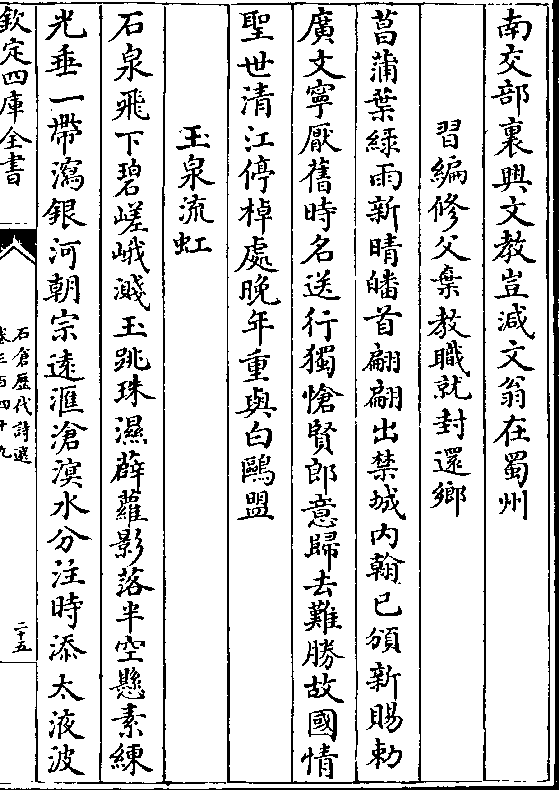 南交部裏興文教豈減文翁在蜀州
習編修父棄教職就封還鄉
菖蒲葉緑雨新晴皤首翩翩出禁城内翰已頒新賜勅
廣文寧厭舊時名送行獨愴賢郎意歸去難勝故國情
聖世清江停棹處晚年重與白鷗盟
玉泉流虹
石泉飛下碧嵯峨濺玉跳珠濕薜蘿影落半空懸素練
光垂一帶瀉銀河朝宗逺滙滄溟水分注時添太液波
欽定四庫全書
石倉歴代詩選
卷三百四十九
二十五